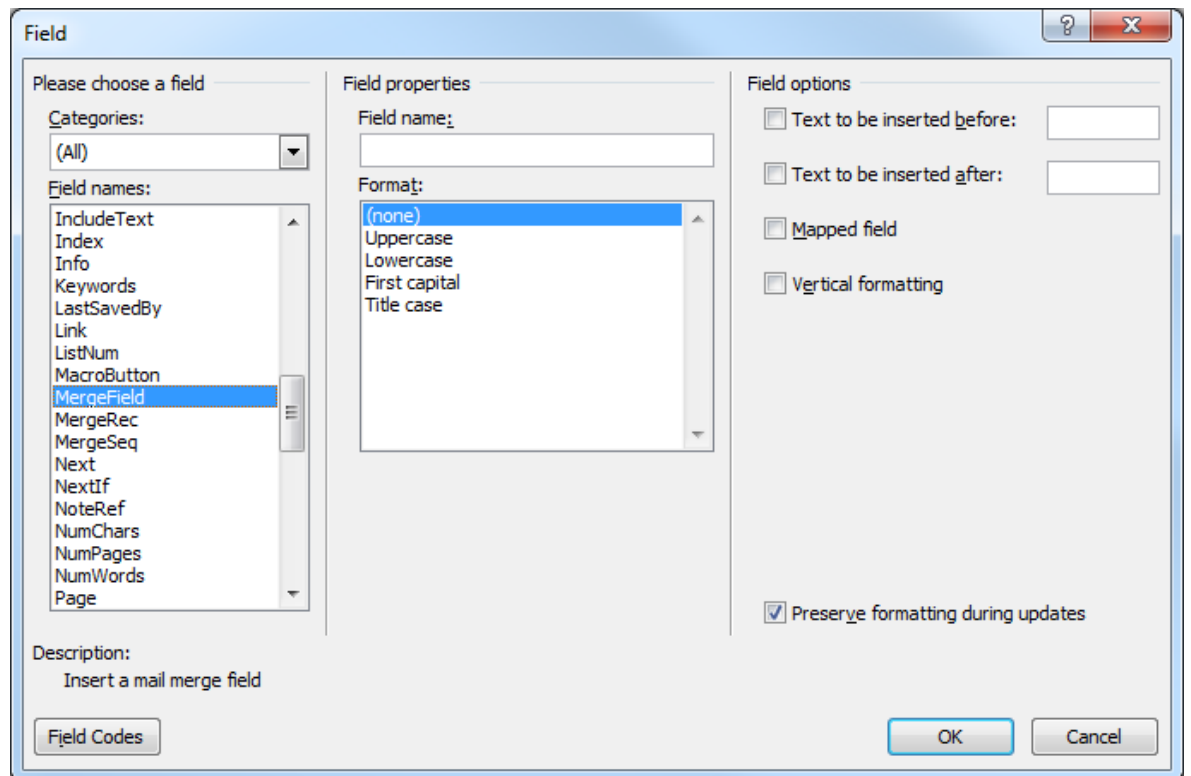 Field
Please choose a field
Categories:
(All)
Field names:
IncludeText
Index
Info
Keywords
LastSavedBy
Link
ListNum
MacroButton
MergeField
MergeRec
MergeSeq
Next
NextIf
NoteRef
NumChars
NumPages
NumWords
Page
Field properties
Field name:
Format:
(none)
Uppercase
Lowercase
First capital
Title case
Field options
Text to be inserted before:
Text to be inserted after:
Mapped field
Vertical formatting
Preserve formatting during updates
Description:
Insert a mail merge field
Field Codes
OK
Cancel